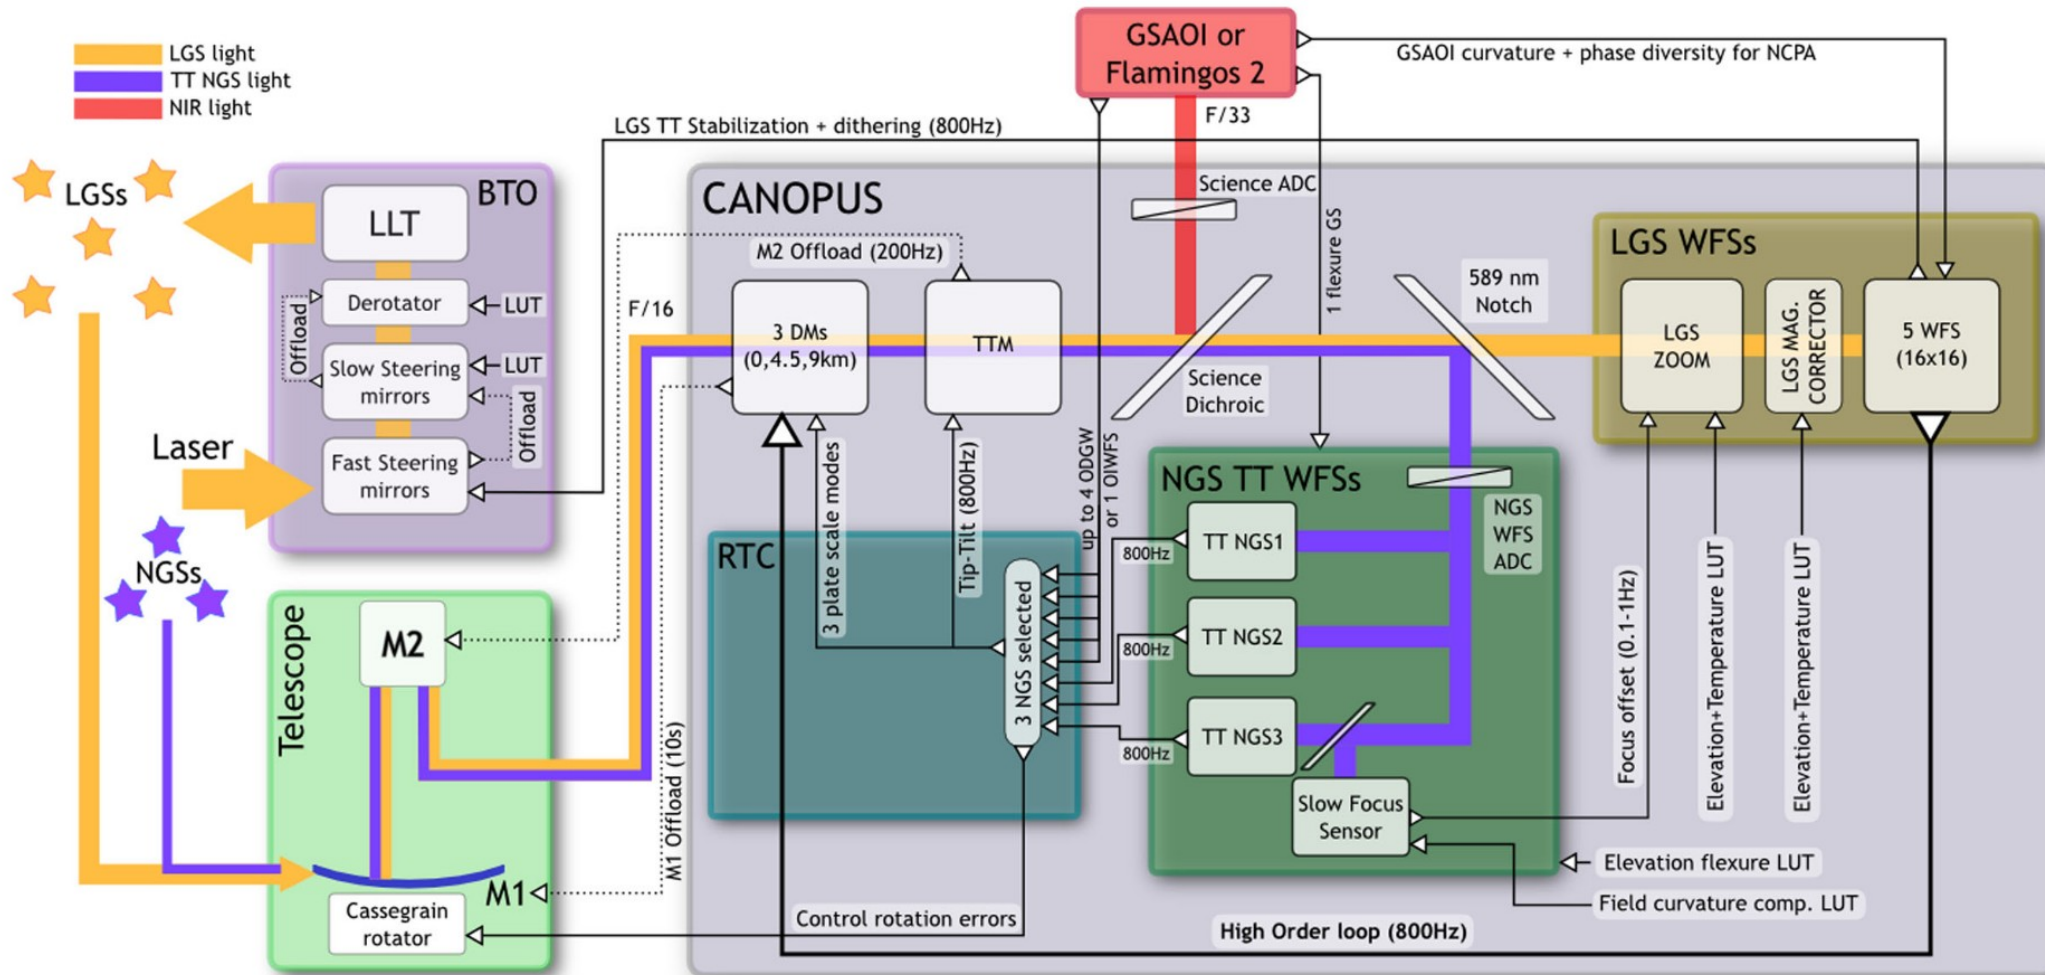 LGS light
TT NGS light
NIR light
GSAOI or
Flamingos 2
GSAOI curvature + phase diversity for NCPA
F/33
LGS TT Stabilization + dithering (800Hz)
LGSs
BTO
LLT
Derotator
LUT
Offload
Slow Steering
mirrors
LUT
Offload
Laser
Fast Steering
mirrors
NGSs
Telescope
M2
M1
Cassegrain
rotator
CANOPUS
Science ADC
M2 Offload (200Hz)
F/16
3 DMs
(0,4.5,9km)
TTM
Science
Dichroic
1 flexure GS
589 nm
Notch
LGS WFSs
LGS
ZOOM
LGS MAG.
CORRECTOR
5 WFS
(16x16)
up to 4 ODGW
or 1 OIWFS
3 plate scale modes
Tip-Tilt (800Hz)
RTC
3 NGS selected
NGS TT WFSs
NGS
WFS
ADC
TT NGS1
800Hz
TT NGS2
800Hz
TT NGS3
800Hz
Slow Focus
Sensor
Focus offset (0.1-1Hz)
Elevation+Temperature LUT
Elevation+Temperature LUT
Elevation flexure LUT
Field curvature comp. LUT
M1 Offload (10s)
Control rotation errors
High Order loop (800Hz)